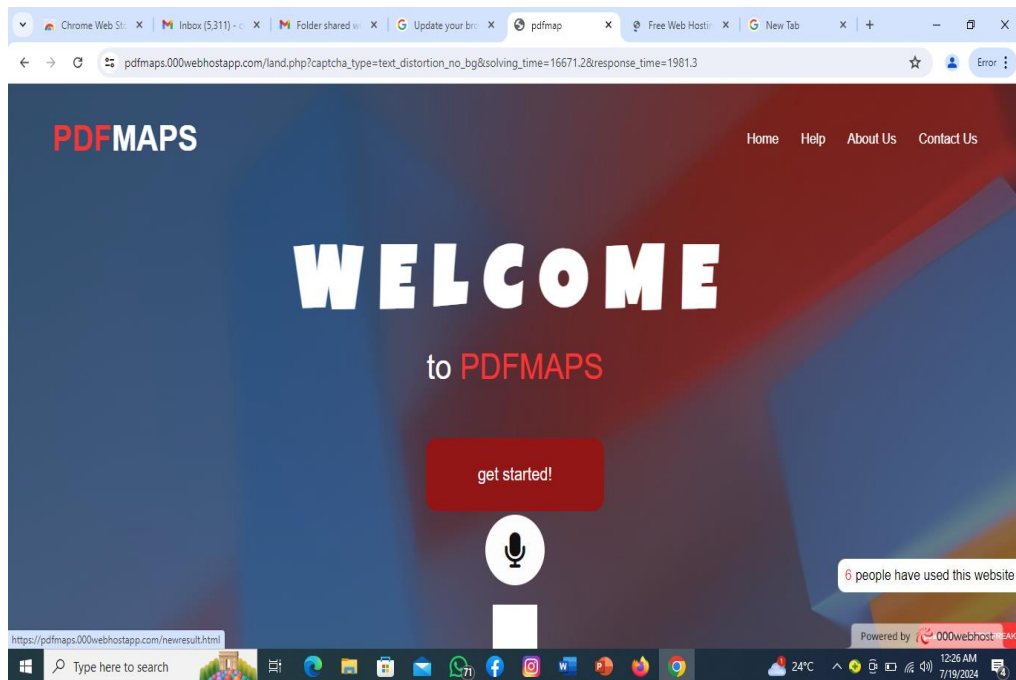 Chrome Web Sto
Inbox (5,311) - c
Folder shared wi
Update your bro
pdfmap
Free Web Hostin
New Tab
pdfmaps.000webhostapp.com/land.php?captcha_type=text_distortion_no_bg&solving_time=16671.2&response_time=1981.3
Error
PDFMAPS
Home Help About Us Contact Us
WELCOME
to PDFMAPS
get started!
6 people have used this website
https://pdfmaps.000webhostapp.com/newresult.html
Powered by 000webhost
Type here to search
71
24°C
12:26 AM
7/19/2024
4